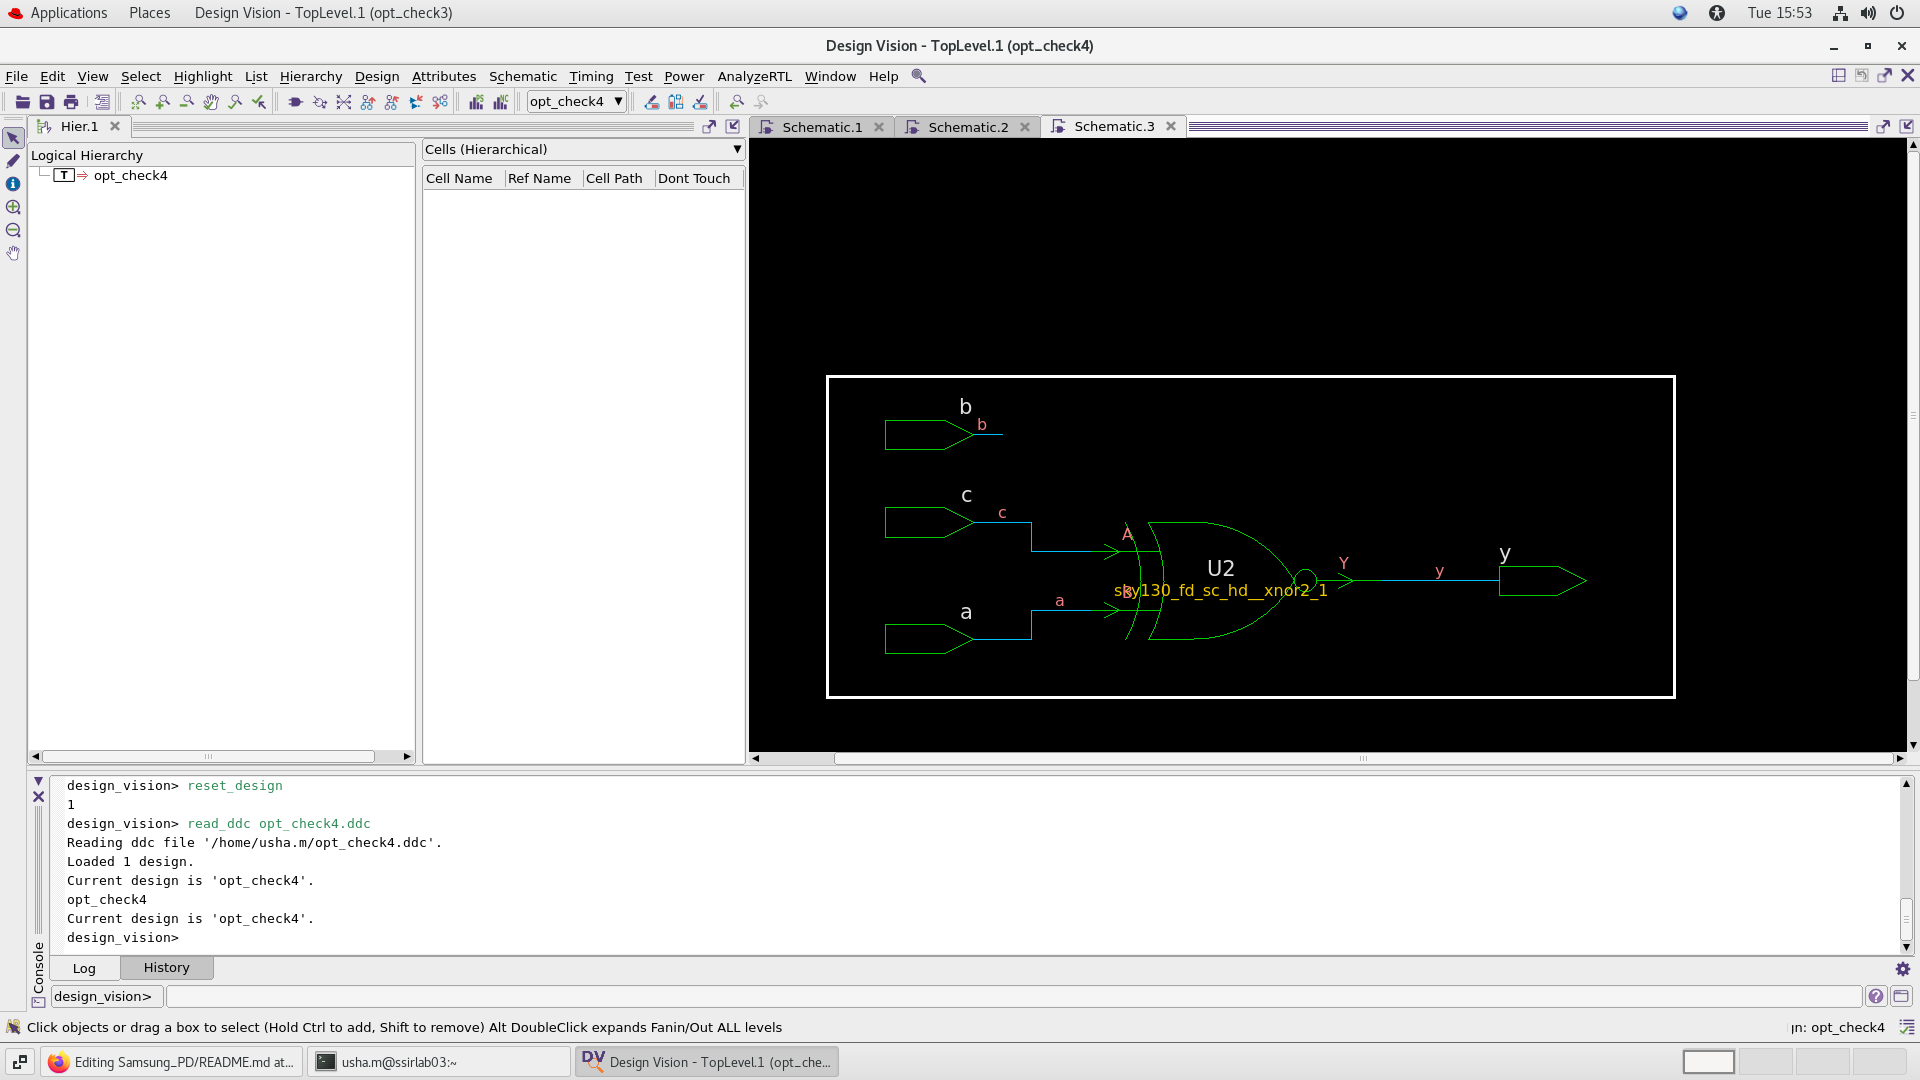 Applications Places Design Vision - TopLevel.1 (opt_check3) Tue 15:53
Design Vision - TopLevel.1 (opt_check4)
File Edit View Select Highlight List Hierarchy Design Attributes Schematic Timing Test Power AnalyzeRTL Window Help
opt_check4
Hier.1
Schematic.1 Schematic.2 Schematic.3
Logical Hierarchy
T opt_check4
Cells (Hierarchical)
Cell Name Ref Name Cell Path Dont Touch
b
b
c
c
A
U2
Y
y
y
sky130_fd_sc_hd__xnor2_1
B
a
a
design_vision> reset_design
1
design_vision> read_ddc opt_check4.ddc
Reading ddc file '/home/usha.m/opt_check4.ddc'.
Loaded 1 design.
Current design is 'opt_check4'.
opt_check4
Current design is 'opt_check4'.
design_vision>
Console
Log History
design_vision>
Click objects or drag a box to select (Hold Ctrl to add, Shift to remove) Alt DoubleClick expands Fanin/Out ALL levels
n: opt_check4
Editing Samsung_PD/README.md at... usha.m@ssirlab03:~ DV Design Vision - TopLevel.1 (opt_che...